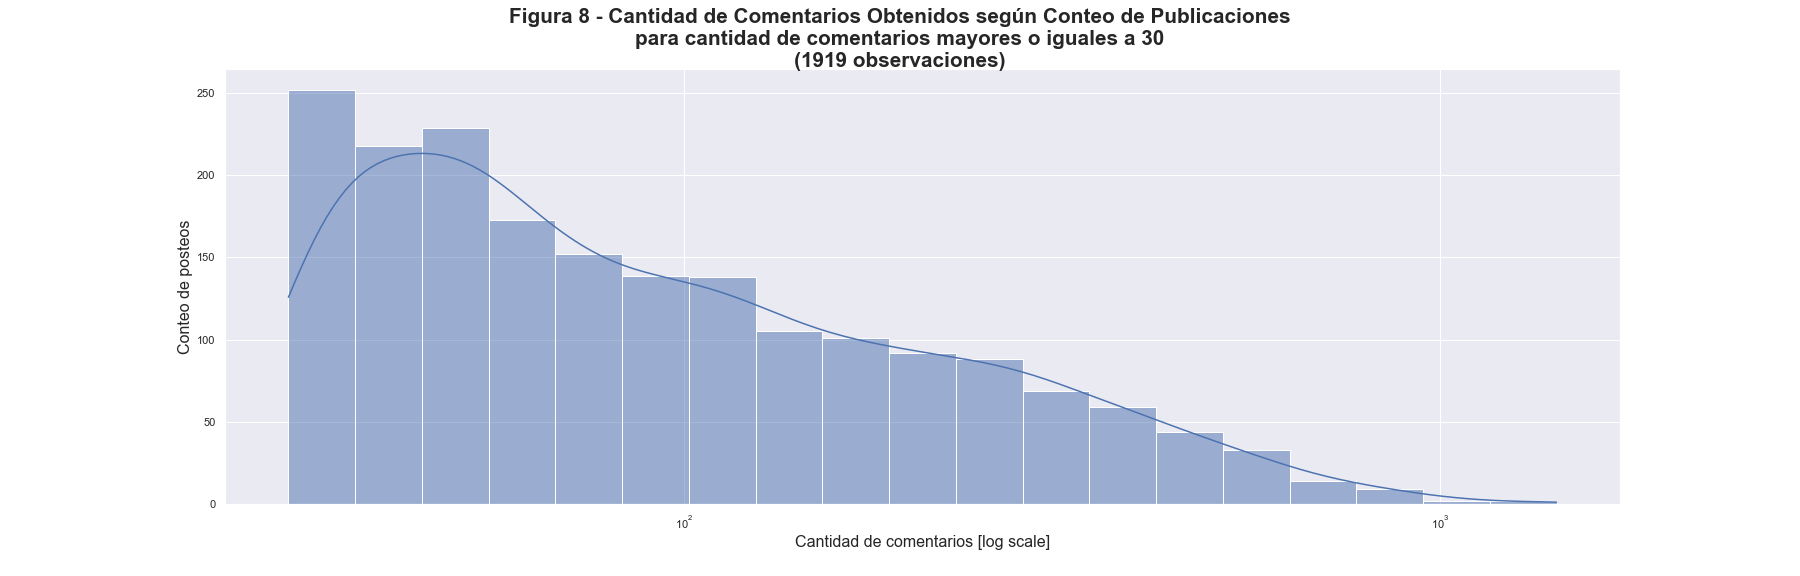 Figura 8 - Cantidad de Comentarios Obtenidos según Conteo de Publicaciones
para cantidad de comentarios mayores o iguales a 30
(1919 observaciones)
Conteo de posteos
250
200
150
100
50
0
10²
10³
Cantidad de comentarios [log scale]